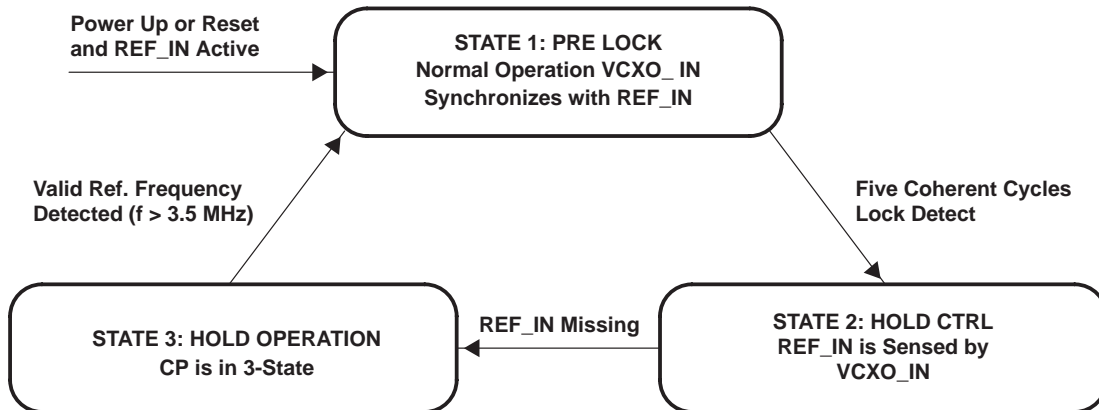 Power Up or Reset
and REF_IN Active
STATE 1: PRE LOCK
Normal Operation VCXO_ IN
Synchronizes with REF_IN
Valid Ref. Frequency
Detected (f > 3.5 MHz)
Five Coherent Cycles
Lock Detect
STATE 3: HOLD OPERATION
CP is in 3-State
REF_IN Missing
STATE 2: HOLD CTRL
REF_IN is Sensed by
VCXO_IN